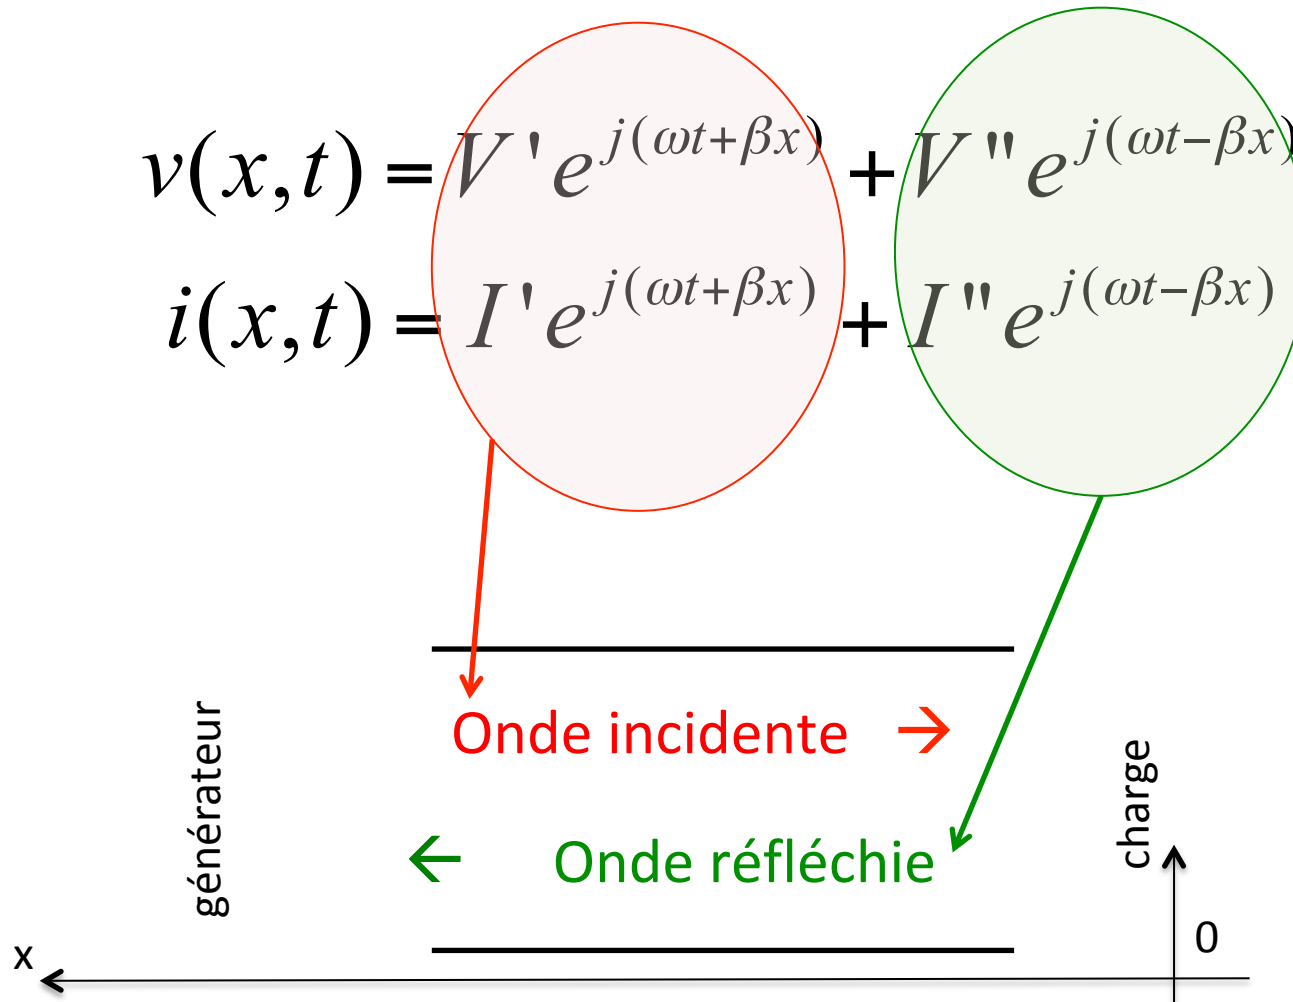 v(x,t) = V'e^{j(ωt+βx)} + V"e^{j(ωt−βx)}
i(x,t) = I'e^{j(ωt+βx)} + I"e^{j(ωt−βx)}
Onde incidente →
générateur
charge
← Onde réfléchie
x
0